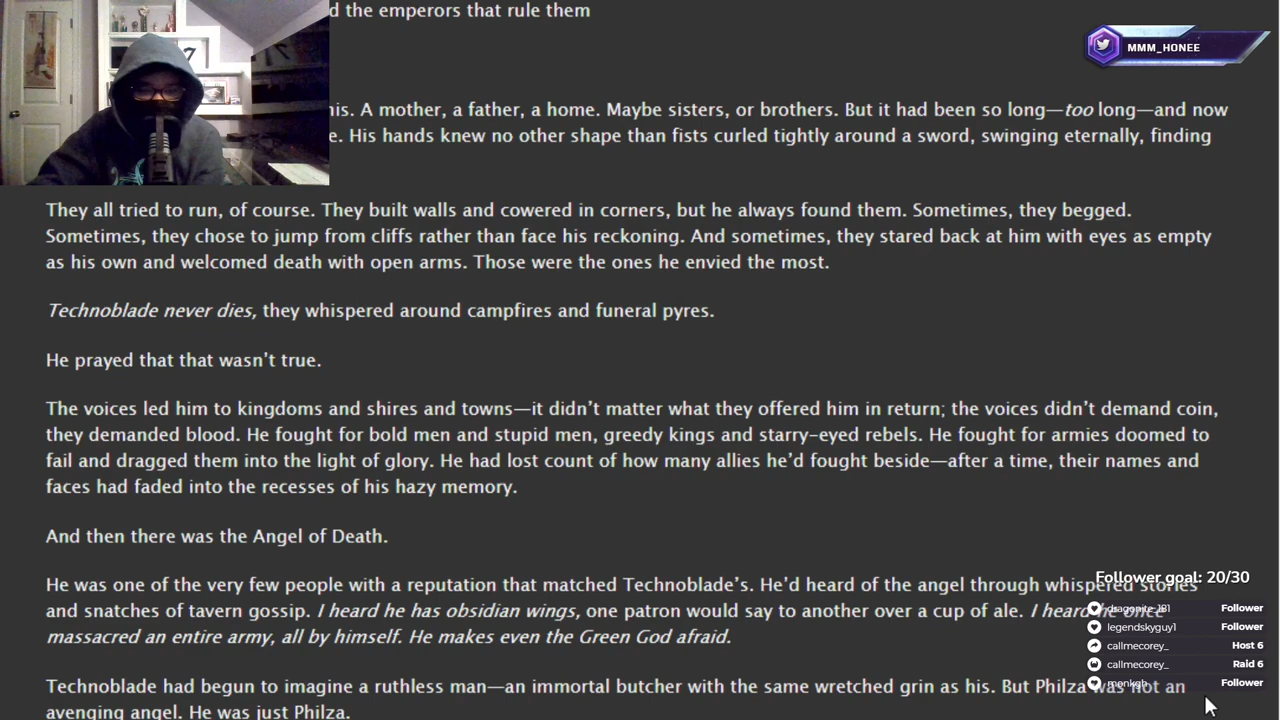 d the emperors that rule them
MMM_HONEE
his. A mother, a father, a home. Maybe sisters, or brothers. But it had been so long—too long—and now
e. His hands knew no other shape than fists curled tightly around a sword, swinging eternally, finding
They all tried to run, of course. They built walls and cowered in corners, but he always found them. Sometimes, they begged.
Sometimes, they chose to jump from cliffs rather than face his reckoning. And sometimes, they stared back at him with eyes as empty
as his own and welcomed death with open arms. Those were the ones he envied the most.
Technoblade never dies, they whispered around campfires and funeral pyres.
He prayed that that wasn't true.
The voices led him to kingdoms and shires and towns—it didn't matter what they offered him in return; the voices didn't demand coin,
they demanded blood. He fought for bold men and stupid men, greedy kings and starry-eyed rebels. He fought for armies doomed to
fail and dragged them into the light of glory. He had lost count of how many allies he'd fought beside—after a time, their names and
faces had faded into the recesses of his hazy memory.
And then there was the Angel of Death.
He was one of the very few people with a reputation that matched Technoblade's. He'd heard of the angel through whispered stories
and snatches of tavern gossip. I heard he has obsidian wings, one patron would say to another over a cup of ale. I heard he once
massacred an entire army, all by himself. He makes even the Green God afraid.
Technoblade had begun to imagine a ruthless man—an immortal butcher with the same wretched grin as his. But Philza was not an
avenging angel. He was just Philza.
Follower goal: 20/30
Follower
legendskyguy1 Follower
callmecorey_ Host 6
callmecorey_ Raid 6
Follower